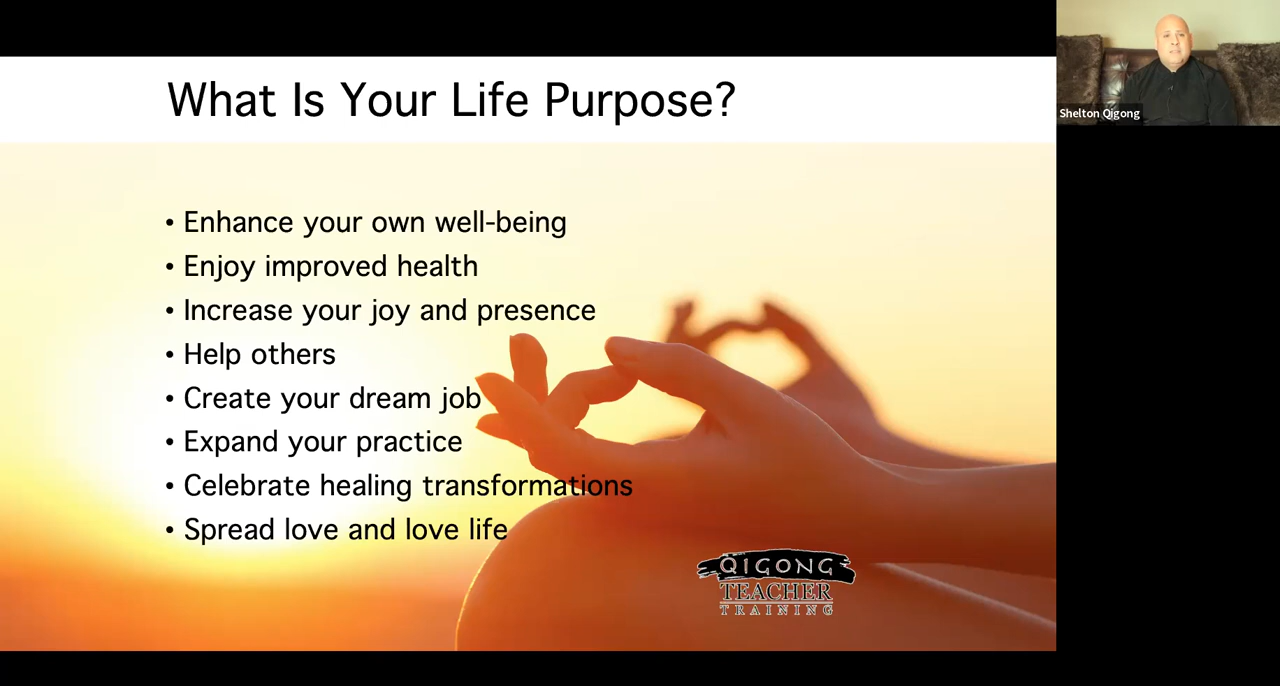 What Is Your Life Purpose?
• Enhance your own well-being
• Enjoy improved health
• Increase your joy and presence
• Help others
• Create your dream job
• Expand your practice
• Celebrate healing transformations
• Spread love and love life
QIGONG
TEACHER
TRAINING
Shelton Qigong